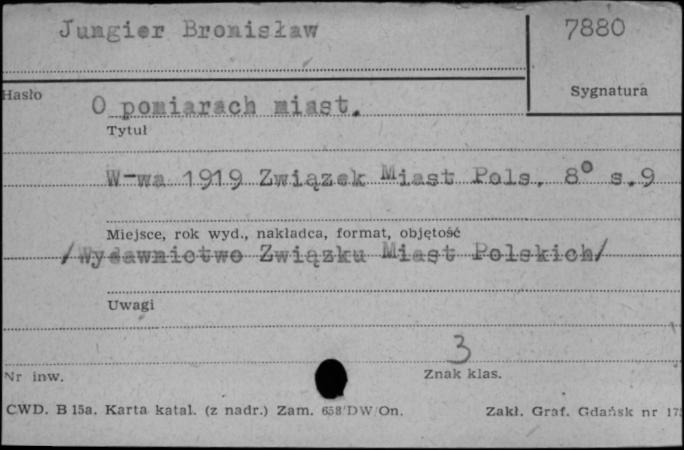 Jungier Bronisław
7880
Hasło
Sygnatura
O pomiarach miast.
Tytuł
W-wa 1919 Związek Miast Pols. 8° s.9
Miejsce, rok wyd., nakładca, format, objętość
/Wydawnictwo Związku Miast Polskich/
Uwagi
3
Nr inw.
Znak klas.
CWD. B 15a. Karta katal. (z nadr.) Zam. 658/DW/On.
Zakł. Graf. Gdańsk nr